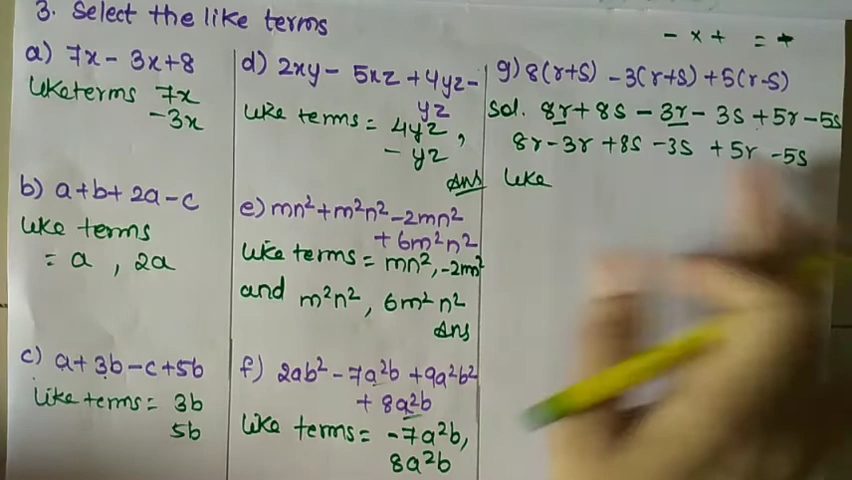 3. Select the like terms
- x + = +
a) 7x - 3x + 8
like terms 7x
- 3x
b) a + b + 2a - c
like terms
= a , 2a
c) a + 3b - c + 5b
like terms = 3b
5b
d) 2xy - 5xz + 4yz -
yz
like terms = 4yz ,
- yz
Ans
e) mn² + m²n² - 2mn²
+ 6m²n²
like terms = mn², -2mn²
and m²n², 6m²n²
Ans
f) 2ab² - 7a²b + 9a²b²
+ 8a²b
like terms = -7a²b,
8a²b
g) 8(r+s) - 3(r+s) + 5(r-s)
Sol. 8r + 8s - 3r - 3s + 5r - 5s
8r - 3r + 8s - 3s + 5r - 5s
like